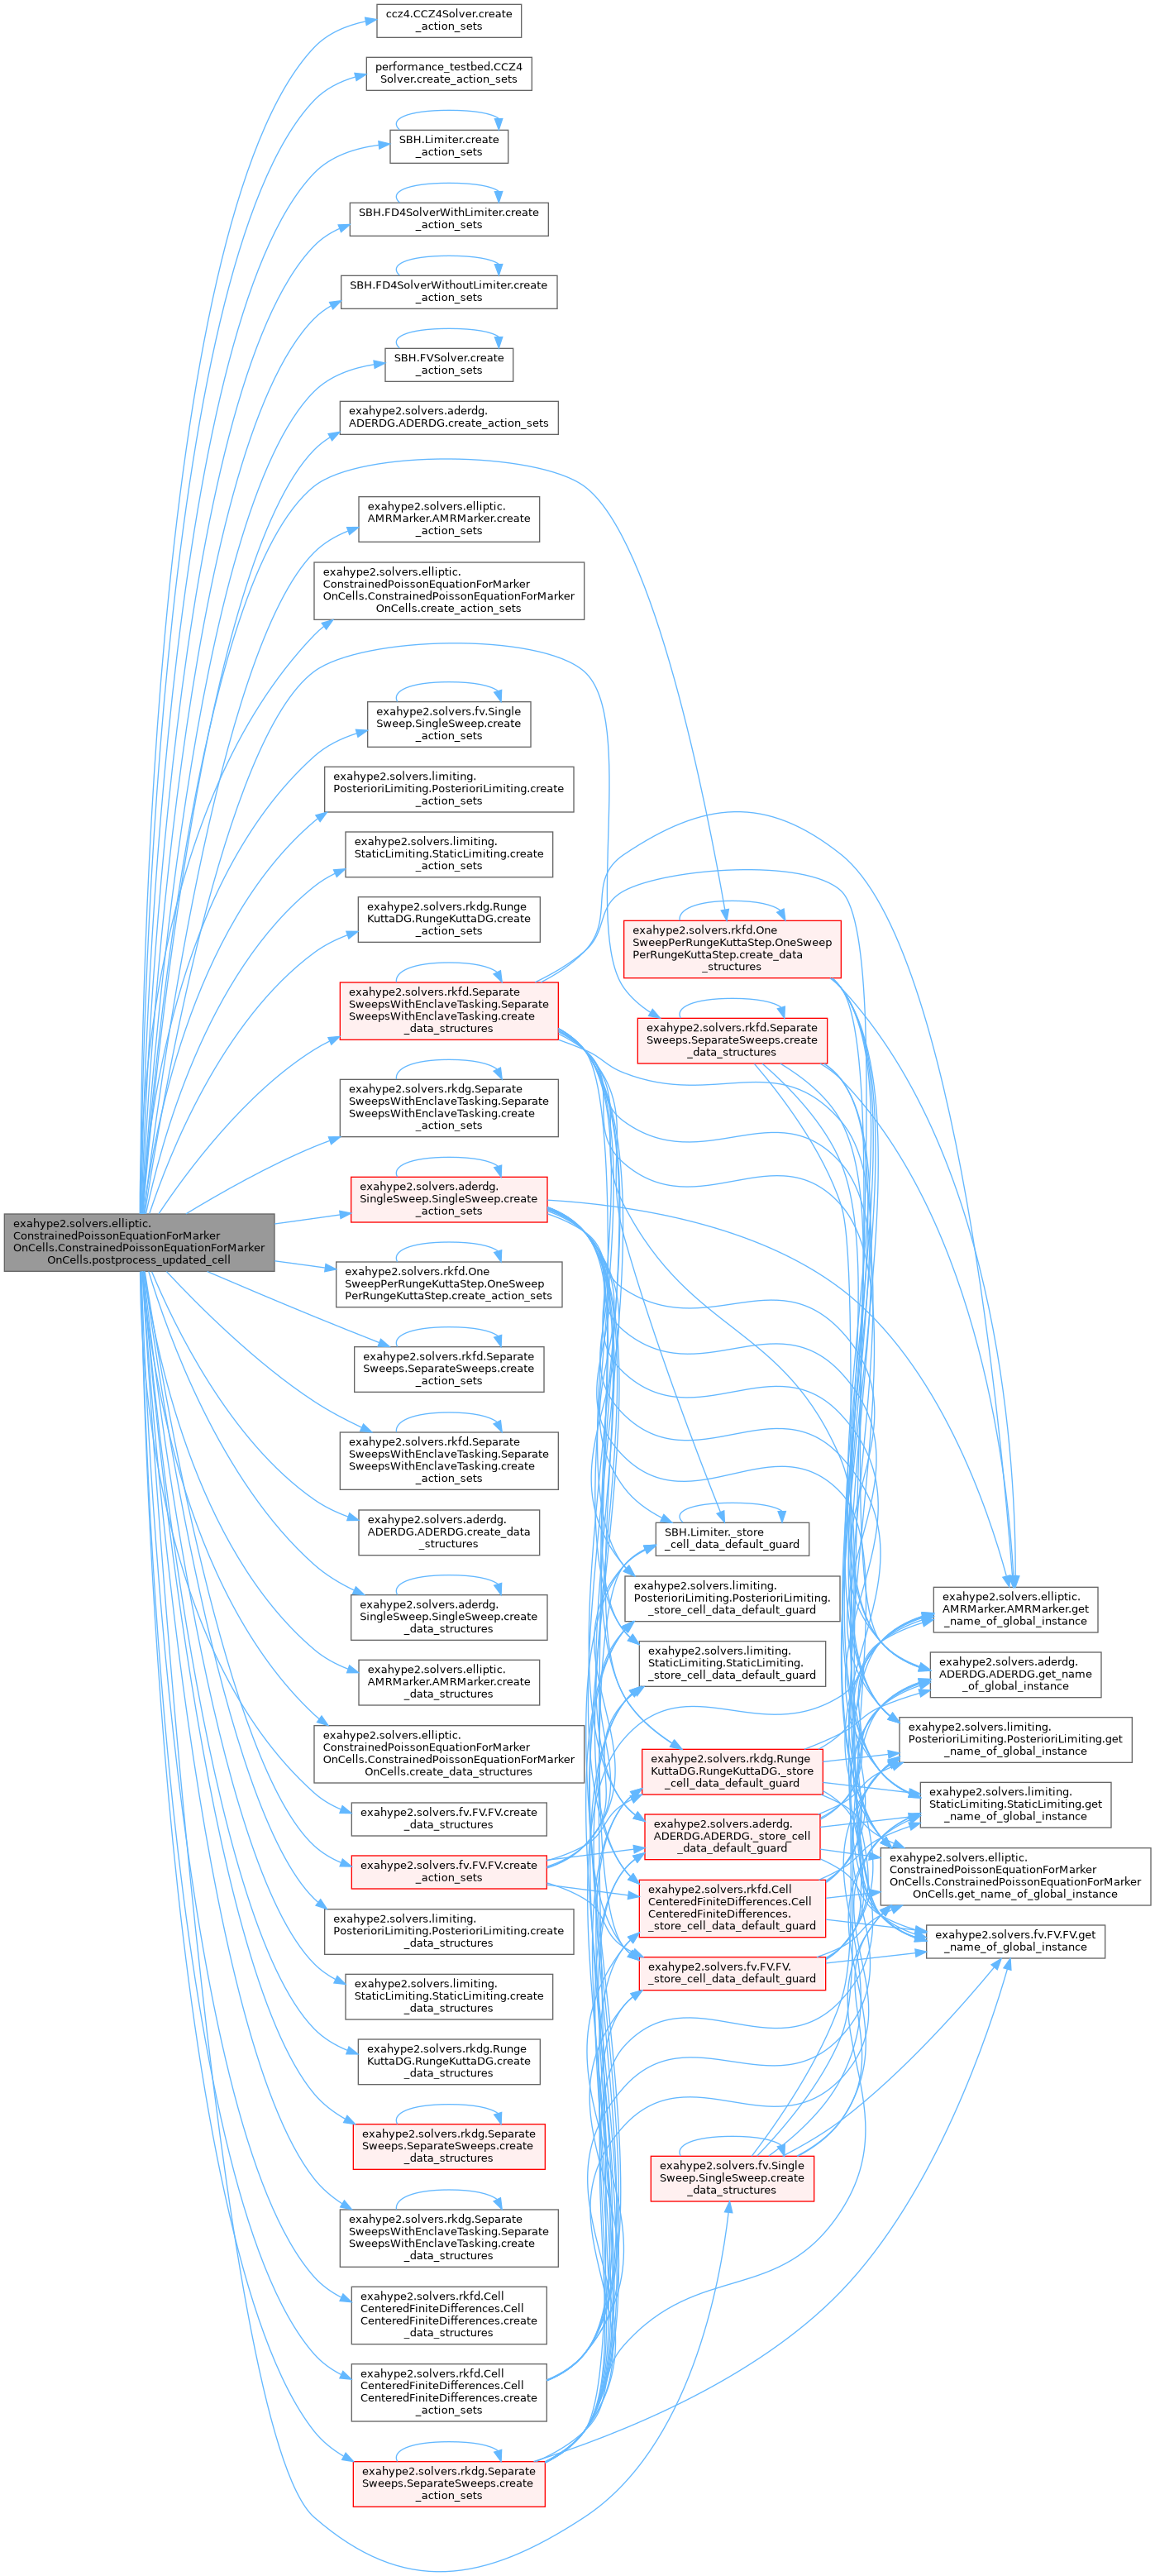 ccz4.CCZ4Solver.create
_action_sets
performance_testbed.CCZ4
Solver.create_action_sets
SBH.Limiter.create
_action_sets
SBH.FD4SolverWithLimiter.create
_action_sets
SBH.FD4SolverWithoutLimiter.create
_action_sets
SBH.FVSolver.create
_action_sets
exahype2.solvers.aderdg.
ADERDG.ADERDG.create_action_sets
exahype2.solvers.elliptic.
AMRMarker.AMRMarker.create
_action_sets
exahype2.solvers.elliptic.
ConstrainedPoissonEquationForMarker
OnCells.ConstrainedPoissonEquationForMarker
OnCells.create_action_sets
exahype2.solvers.fv.Single
Sweep.SingleSweep.create
_action_sets
exahype2.solvers.limiting.
PosterioriLimiting.PosterioriLimiting.create
_action_sets
exahype2.solvers.limiting.
StaticLimiting.StaticLimiting.create
_action_sets
exahype2.solvers.rkdg.Runge
KuttaDG.RungeKuttaDG.create
_action_sets
exahype2.solvers.rkfd.Separate
SweepsWithEnclaveTasking.Separate
SweepsWithEnclaveTasking.create
_data_structures
exahype2.solvers.rkdg.Separate
SweepsWithEnclaveTasking.Separate
SweepsWithEnclaveTasking.create
_action_sets
exahype2.solvers.aderdg.
SingleSweep.SingleSweep.create
_action_sets
exahype2.solvers.elliptic.
ConstrainedPoissonEquationForMarker
OnCells.ConstrainedPoissonEquationForMarker
OnCells.postprocess_updated_cell
exahype2.solvers.rkfd.One
SweepPerRungeKuttaStep.OneSweep
PerRungeKuttaStep.create_action_sets
exahype2.solvers.rkfd.Separate
Sweeps.SeparateSweeps.create
_action_sets
exahype2.solvers.rkfd.Separate
SweepsWithEnclaveTasking.Separate
SweepsWithEnclaveTasking.create
_action_sets
exahype2.solvers.aderdg.
ADERDG.ADERDG.create_data
_structures
exahype2.solvers.aderdg.
SingleSweep.SingleSweep.create
_data_structures
exahype2.solvers.elliptic.
AMRMarker.AMRMarker.create
_data_structures
exahype2.solvers.elliptic.
ConstrainedPoissonEquationForMarker
OnCells.ConstrainedPoissonEquationForMarker
OnCells.create_data_structures
exahype2.solvers.fv.FV.FV.create
_data_structures
exahype2.solvers.fv.FV.FV.create
_action_sets
exahype2.solvers.limiting.
PosterioriLimiting.PosterioriLimiting.create
_data_structures
exahype2.solvers.limiting.
StaticLimiting.StaticLimiting.create
_data_structures
exahype2.solvers.rkdg.Runge
KuttaDG.RungeKuttaDG.create
_data_structures
exahype2.solvers.rkdg.Separate
Sweeps.SeparateSweeps.create
_data_structures
exahype2.solvers.rkdg.Separate
SweepsWithEnclaveTasking.Separate
SweepsWithEnclaveTasking.create
_data_structures
exahype2.solvers.rkfd.Cell
CenteredFiniteDifferences.Cell
CenteredFiniteDifferences.create
_data_structures
exahype2.solvers.rkfd.Cell
CenteredFiniteDifferences.Cell
CenteredFiniteDifferences.create
_action_sets
exahype2.solvers.rkdg.Separate
Sweeps.SeparateSweeps.create
_action_sets
exahype2.solvers.rkfd.One
SweepPerRungeKuttaStep.OneSweep
PerRungeKuttaStep.create_data
_structures
exahype2.solvers.rkfd.Separate
Sweeps.SeparateSweeps.create
_data_structures
SBH.Limiter._store
_cell_data_default_guard
exahype2.solvers.limiting.
PosterioriLimiting.PosterioriLimiting.
_store_cell_data_default_guard
exahype2.solvers.limiting.
StaticLimiting.StaticLimiting.
_store_cell_data_default_guard
exahype2.solvers.rkdg.Runge
KuttaDG.RungeKuttaDG._store
_cell_data_default_guard
exahype2.solvers.aderdg.
ADERDG.ADERDG._store_cell
_data_default_guard
exahype2.solvers.rkfd.Cell
CenteredFiniteDifferences.Cell
CenteredFiniteDifferences.
_store_cell_data_default_guard
exahype2.solvers.fv.FV.FV.
_store_cell_data_default_guard
exahype2.solvers.fv.Single
Sweep.SingleSweep.create
_data_structures
exahype2.solvers.elliptic.
AMRMarker.AMRMarker.get
_name_of_global_instance
exahype2.solvers.aderdg.
ADERDG.ADERDG.get_name
_of_global_instance
exahype2.solvers.limiting.
PosterioriLimiting.PosterioriLimiting.get
_name_of_global_instance
exahype2.solvers.limiting.
StaticLimiting.StaticLimiting.get
_name_of_global_instance
exahype2.solvers.elliptic.
ConstrainedPoissonEquationForMarker
OnCells.ConstrainedPoissonEquationForMarker
OnCells.get_name_of_global_instance
exahype2.solvers.fv.FV.FV.get
_name_of_global_instance